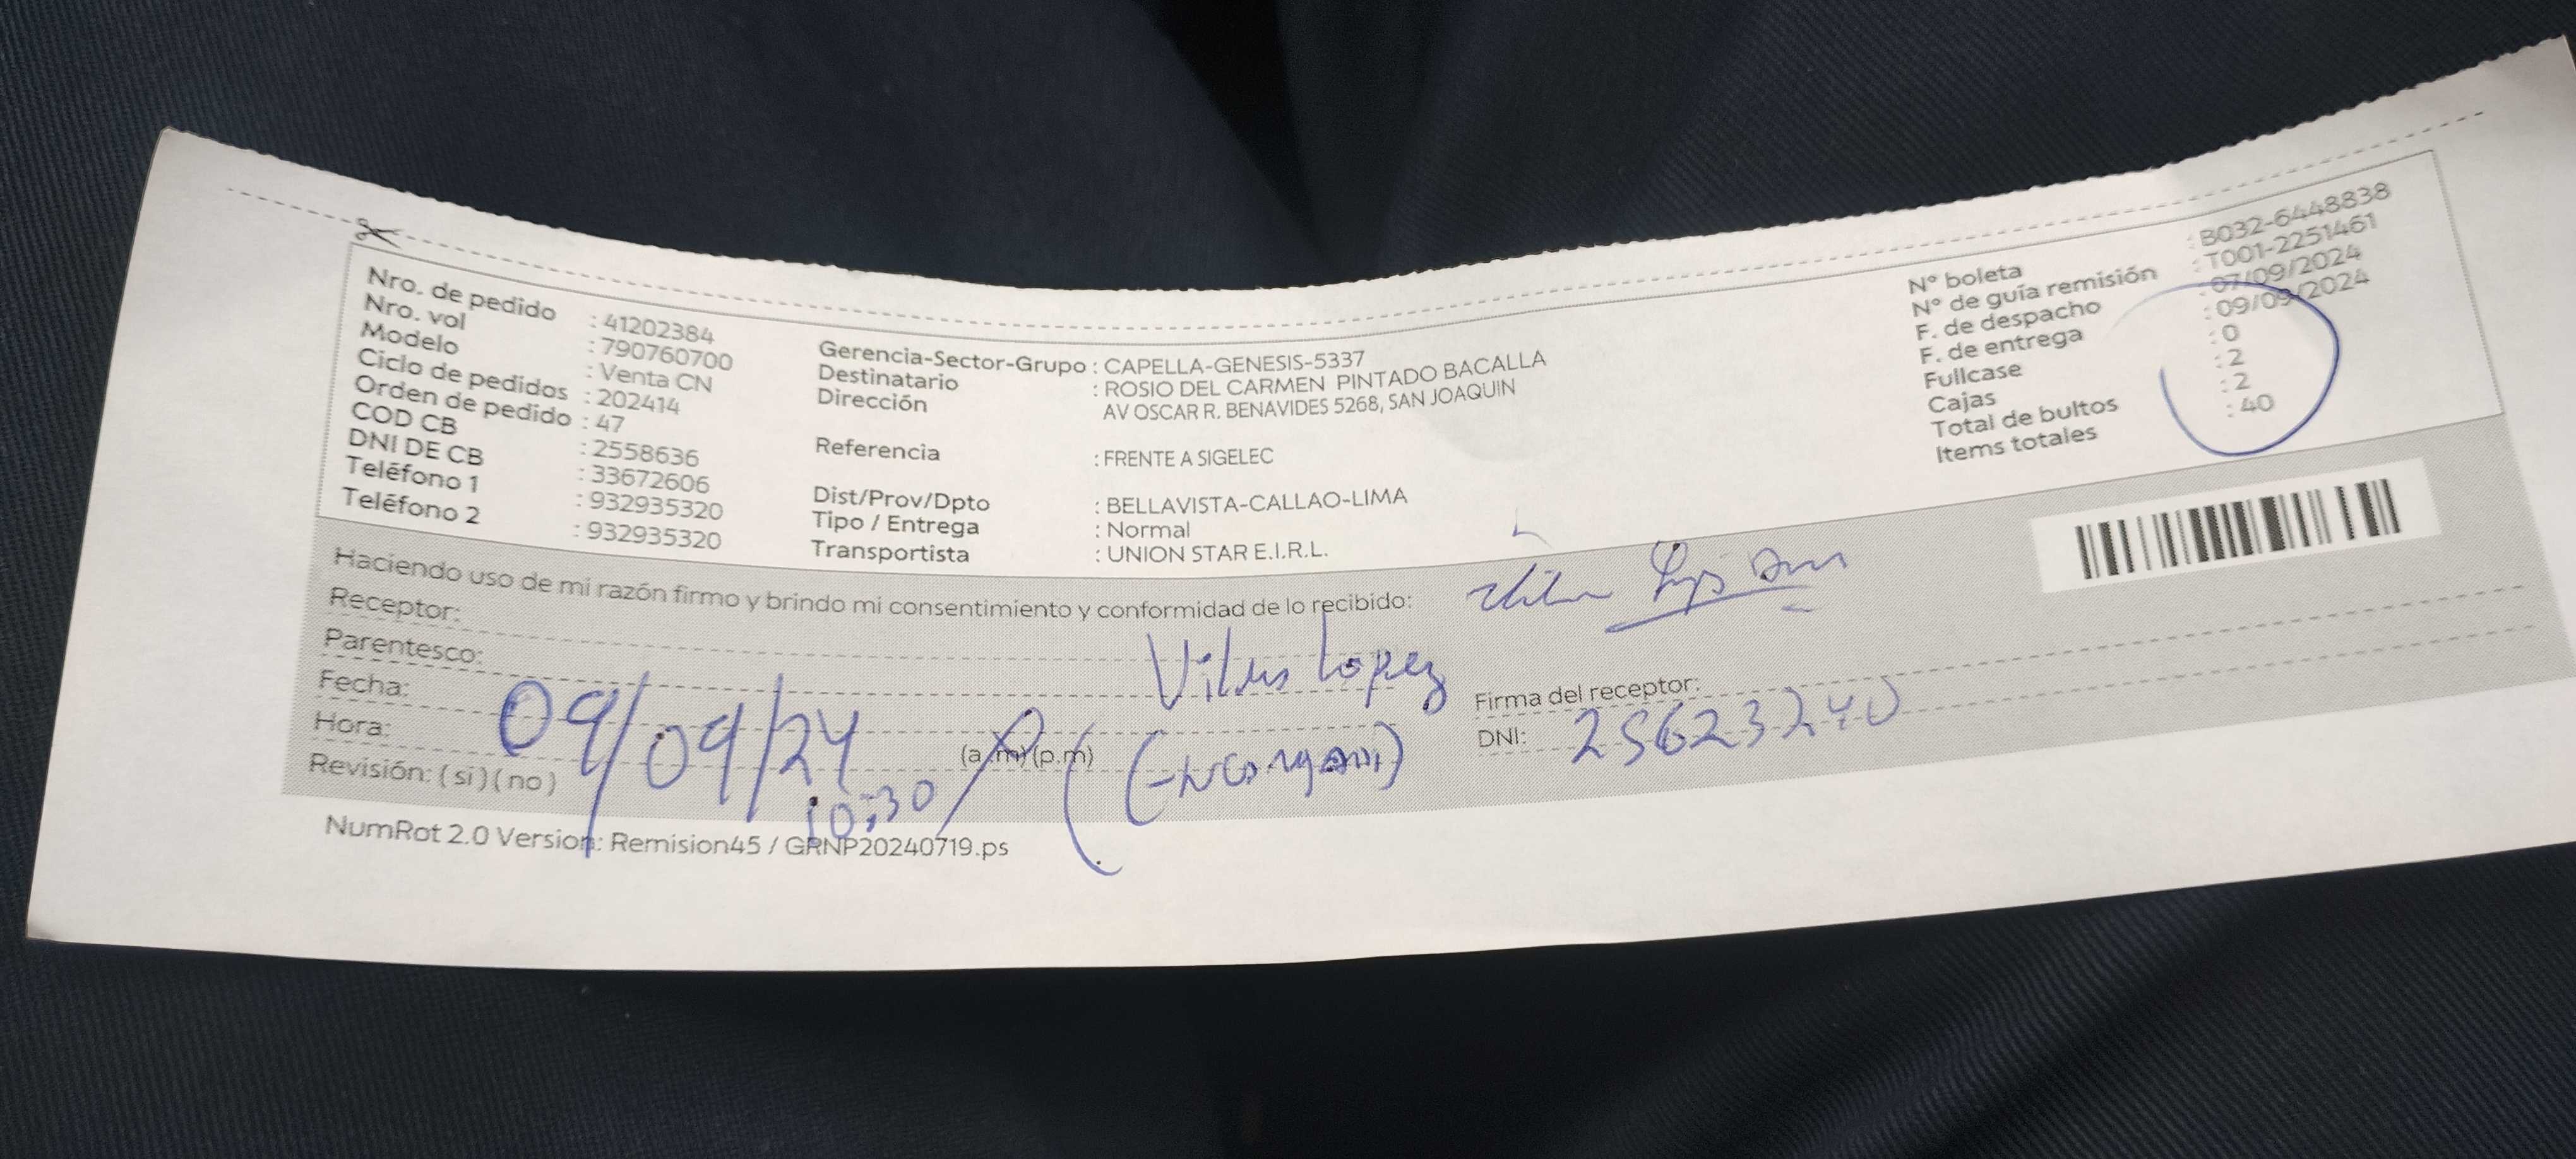 Nro. de pedido : 41202384
Nro. vol : 790760700
Modelo : Venta CN
Ciclo de pedidos : 202414
Orden de pedido : 47
COD CB : 2558636
DNI DE CB : 33672606
Teléfono 1 : 932935320
Teléfono 2 : 932935320
Gerencia-Sector-Grupo : CAPELLA-GENESIS-5337
Destinatario : ROSIO DEL CARMEN PINTADO BACALLA
Dirección AV OSCAR R. BENAVIDES 5268, SAN JOAQUIN
Referencia : FRENTE A SIGELEC
Dist/Prov/Dpto : BELLAVISTA-CALLAO-LIMA
Tipo / Entrega : Normal
Transportista : UNION STAR E.I.R.L.
N° boleta : B032-6448838
N° de guía remisión : T001-2251461
F. de despacho : 07/09/2024
F. de entrega : 09/09/2024
Fullcase : 0
Cajas : 2
Total de bultos : 2
Items totales : 40
Haciendo uso de mi razón firmo y brindo mi consentimiento y conformidad de lo recibido:
Receptor:
Parentesco: Lopez
Fecha: 09/09/24
Hora: 10:30 (a.m) (p.m)
Revisión: (si) (no)
Firma del receptor:
DNI: 25623240
NumRot 2.0 Version: Remision45 / GRNP20240719.ps